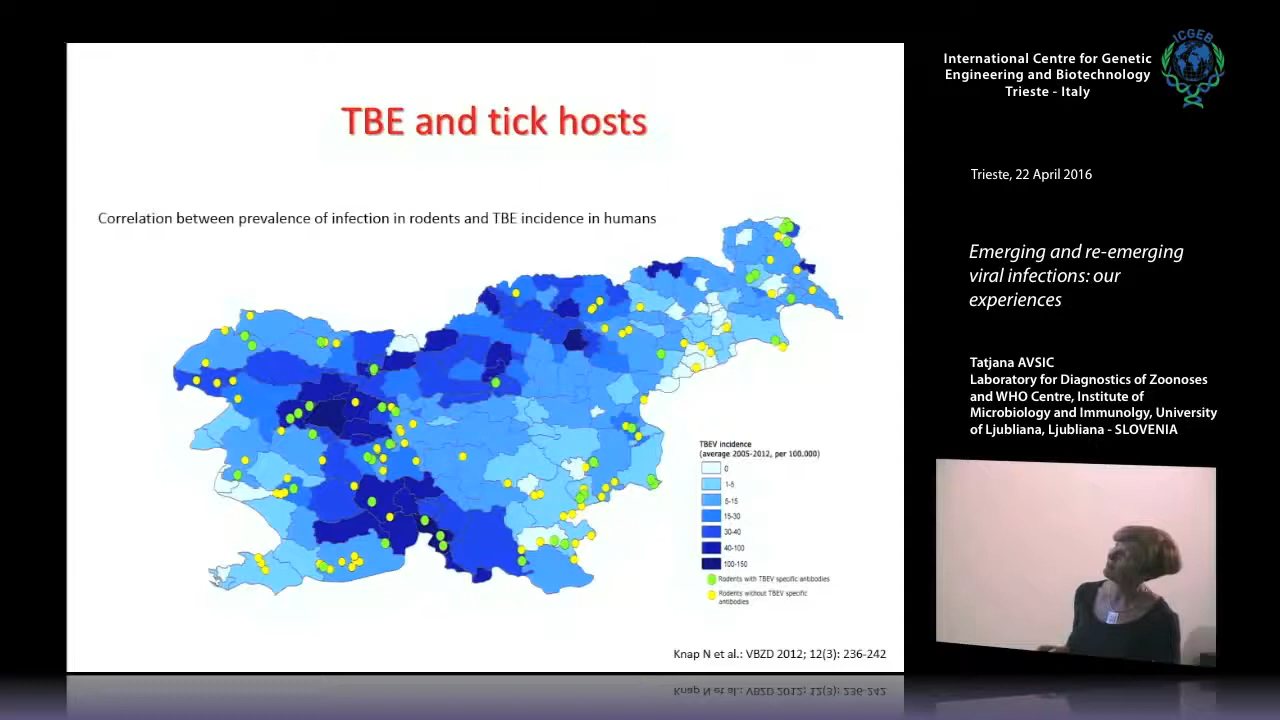 TBE and tick hosts
Correlation between prevalence of infection in rodents and TBE incidence in humans
TBEV incidence
(average 2005-2012, per 100.000)
0
1-5
5-15
15-30
30-40
40-100
100-150
Rodents with TBEV specific antibodies
Rodents without TBEV specific
antibodies
Knap N et al.: VBZD 2012; 12(3): 236-242
ICGEB
International Centre for Genetic
Engineering and Biotechnology
Trieste - Italy
Trieste, 22 April 2016
Emerging and re-emerging
viral infections: our
experiences
Tatjana AVSIC
Laboratory for Diagnostics of Zoonoses
and WHO Centre, Institute of
Microbiology and Immunolgy, University
of Ljubliana, Ljubliana - SLOVENIA